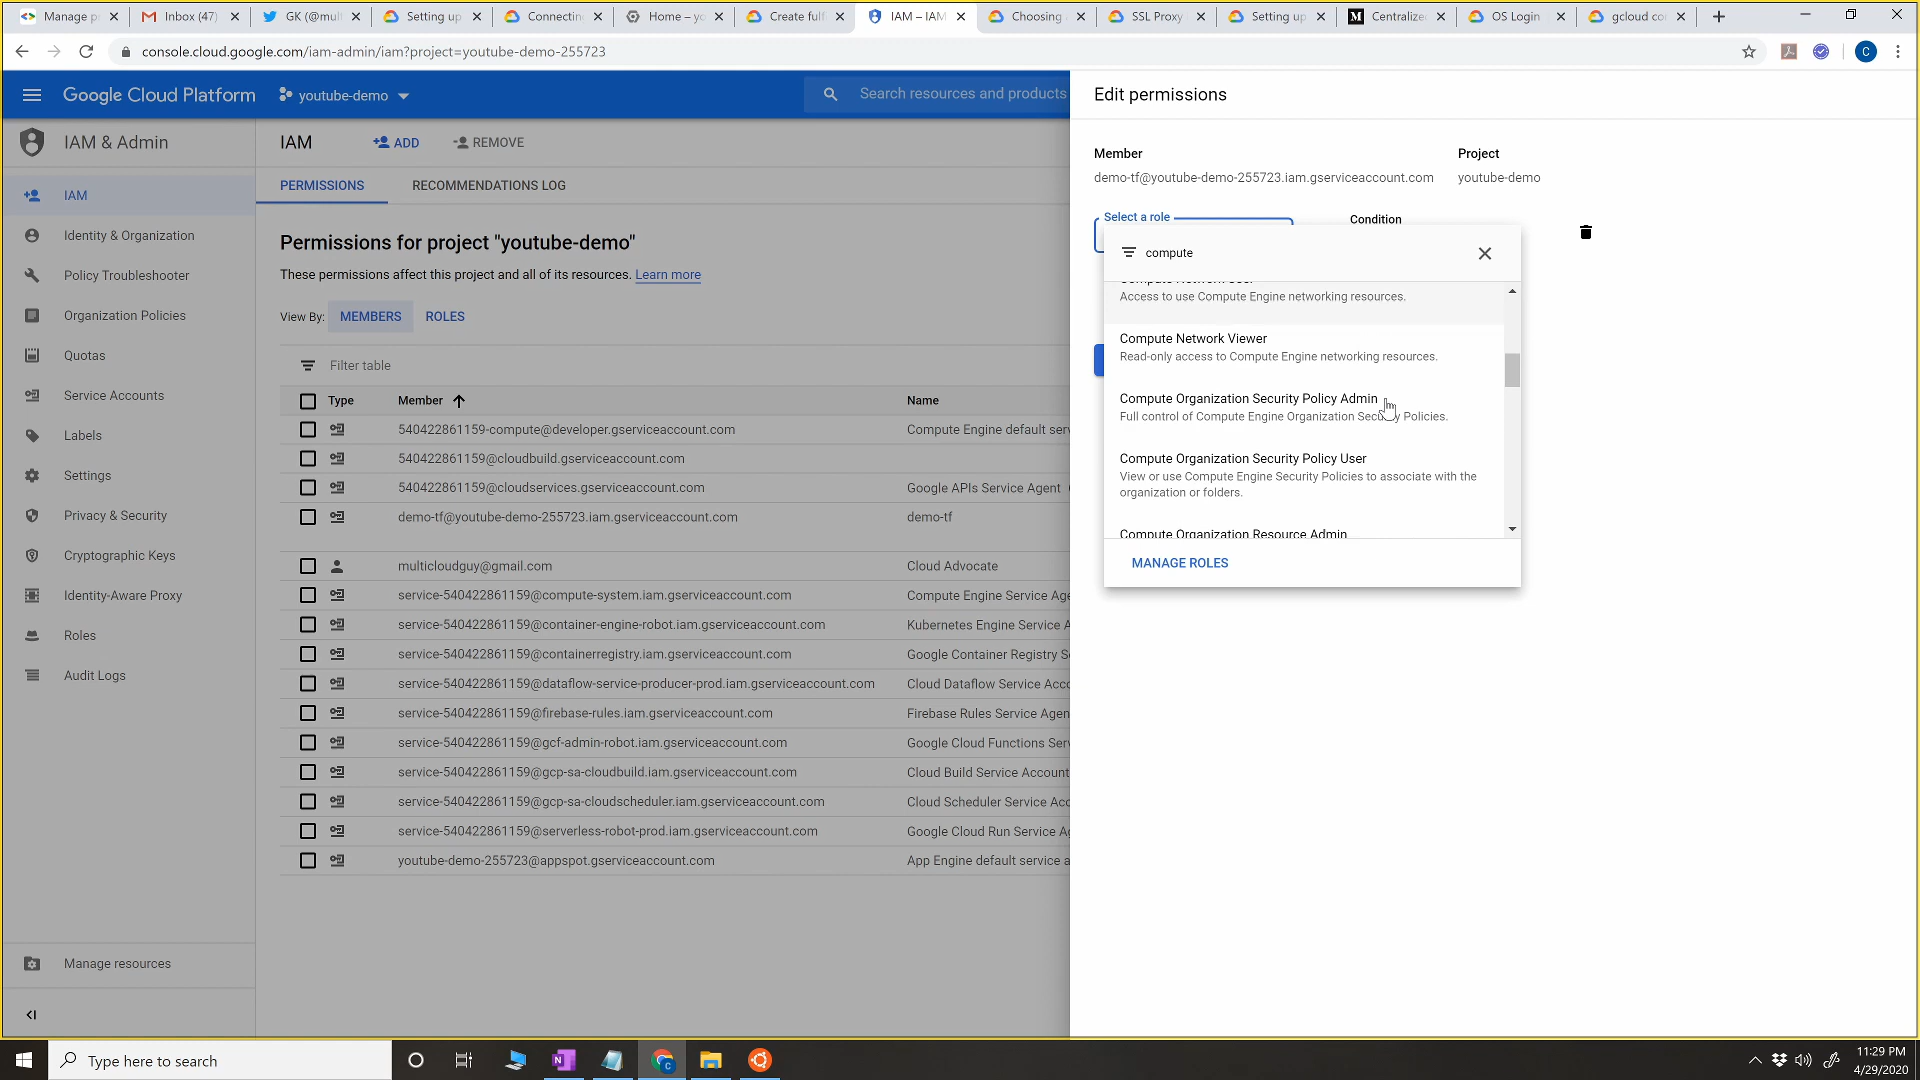 Manage p
Inbox (47)
GK (@mul
Setting up
Connectin
Home – yo
Create fulf
IAM – IAM
Choosing
SSL Proxy
Setting up
M
Centralize
OS Login
gcloud co
console.cloud.google.com/iam-admin/iam?project=youtube-demo-255723
C
Google Cloud Platform
youtube-demo
Search resources and products
IAM & Admin
IAM
Identity & Organization
Policy Troubleshooter
Organization Policies
Quotas
Service Accounts
Labels
Settings
Privacy & Security
Cryptographic Keys
Identity-Aware Proxy
Roles
Audit Logs
Manage resources
IAM
ADD
REMOVE
PERMISSIONS
RECOMMENDATIONS LOG
Permissions for project "youtube-demo"
These permissions affect this project and all of its resources. Learn more
View By: MEMBERS ROLES
Filter table
Type Member Name
540422861159-compute@developer.gserviceaccount.com Compute Engine default serv
540422861159@cloudbuild.gserviceaccount.com
540422861159@cloudservices.gserviceaccount.com Google APIs Service Agent
demo-tf@youtube-demo-255723.iam.gserviceaccount.com demo-tf
multicloudguy@gmail.com Cloud Advocate
service-540422861159@compute-system.iam.gserviceaccount.com Compute Engine Service Age
service-540422861159@container-engine-robot.iam.gserviceaccount.com Kubernetes Engine Service A
service-540422861159@containerregistry.iam.gserviceaccount.com Google Container Registry S
service-540422861159@dataflow-service-producer-prod.iam.gserviceaccount.com Cloud Dataflow Service Acco
service-540422861159@firebase-rules.iam.gserviceaccount.com Firebase Rules Service Agen
service-540422861159@gcf-admin-robot.iam.gserviceaccount.com Google Cloud Functions Serv
service-540422861159@gcp-sa-cloudbuild.iam.gserviceaccount.com Cloud Build Service Account
service-540422861159@gcp-sa-cloudscheduler.iam.gserviceaccount.com Cloud Scheduler Service Acc
service-540422861159@serverless-robot-prod.iam.gserviceaccount.com Google Cloud Run Service Ag
youtube-demo-255723@appspot.gserviceaccount.com App Engine default service a
Edit permissions
Member Project
demo-tf@youtube-demo-255723.iam.gserviceaccount.com youtube-demo
Select a role Condition
compute
Compute Network User
Access to use Compute Engine networking resources.
Compute Network Viewer
Read-only access to Compute Engine networking resources.
Compute Organization Security Policy Admin
Full control of Compute Engine Organization Security Policies.
Compute Organization Security Policy User
View or use Compute Engine Security Policies to associate with the
organization or folders.
Compute Organization Resource Admin
MANAGE ROLES
Type here to search
11:29 PM
4/29/2020